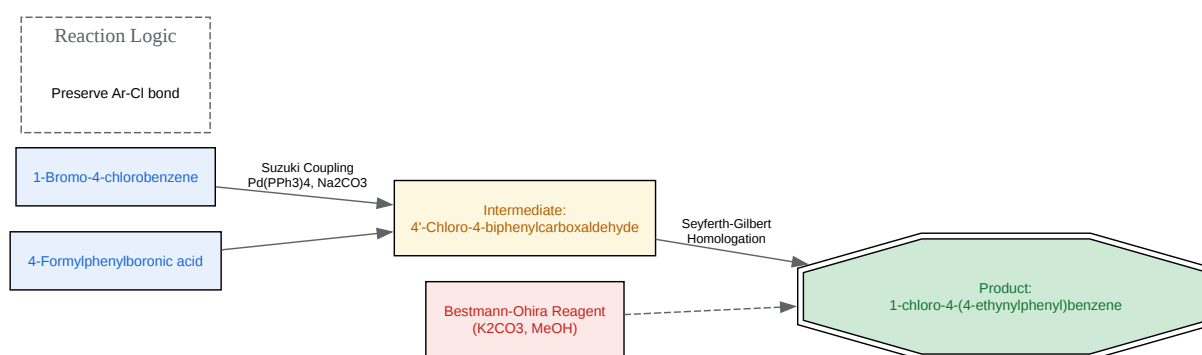 Reaction Logic
Preserve Ar-Cl bond
1-Bromo-4-chlorobenzene
4-Formylphenylboronic acid
Suzuki Coupling
Pd(PPh3)4, Na2CO3
Intermediate:
4'-Chloro-4-biphenylcarboxaldehyde
Seyferth-Gilbert
Homologation
Bestmann-Ohira Reagent
(K2CO3, MeOH)
Product:
1-chloro-4-(4-ethynylphenyl)benzene